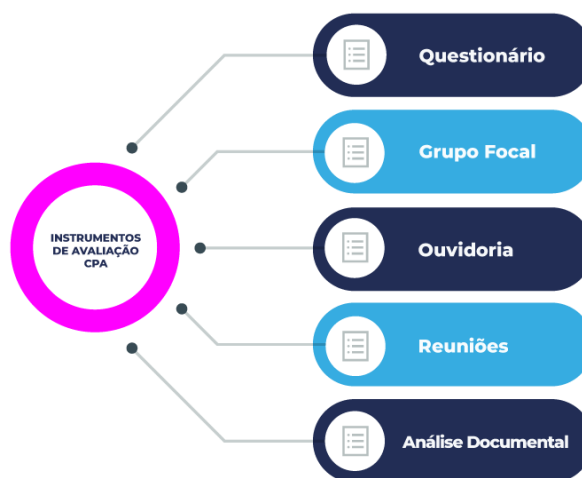 INSTRUMENTOS
DE AVALIAÇÃO
CPA
Questionário
Grupo Focal
Ouvidoria
Reuniões
Análise Documental